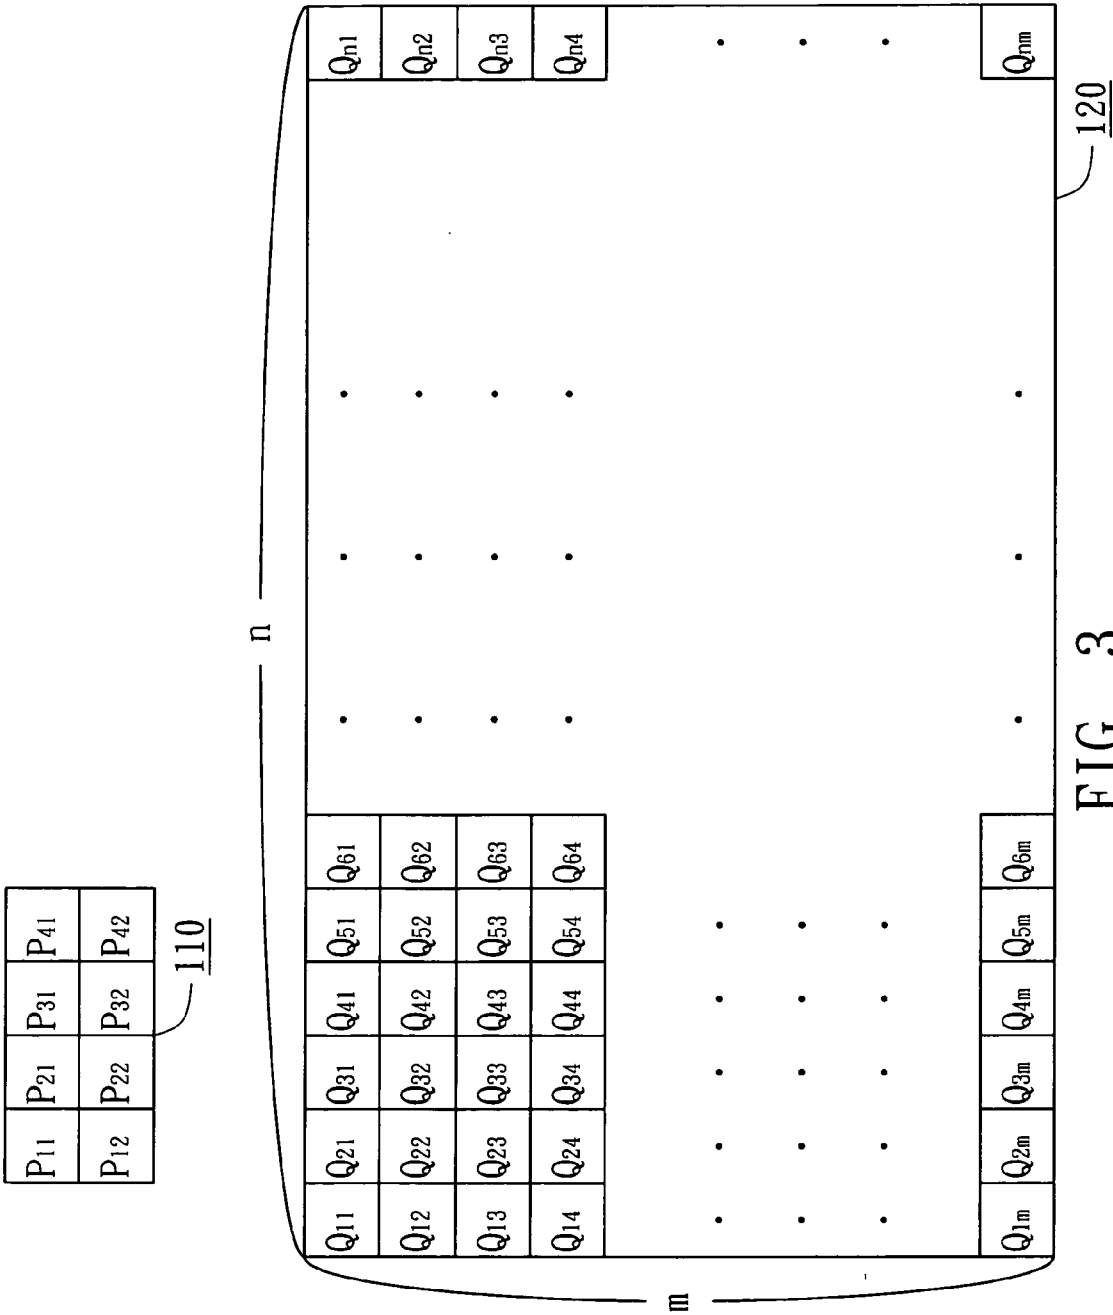 P11 P21 P31 P41
P12 P22 P32 P42
110
n
m
Q11 Q21 Q31 Q41 Q51 Q61 Qn1
Q12 Q22 Q32 Q42 Q52 Q62 Qn2
Q13 Q23 Q33 Q43 Q53 Q63 Qn3
Q14 Q24 Q34 Q44 Q54 Q64 Qn4
Q1m Q2m Q3m Q4m Q5m Q6m Qnm
120
FIG. 3